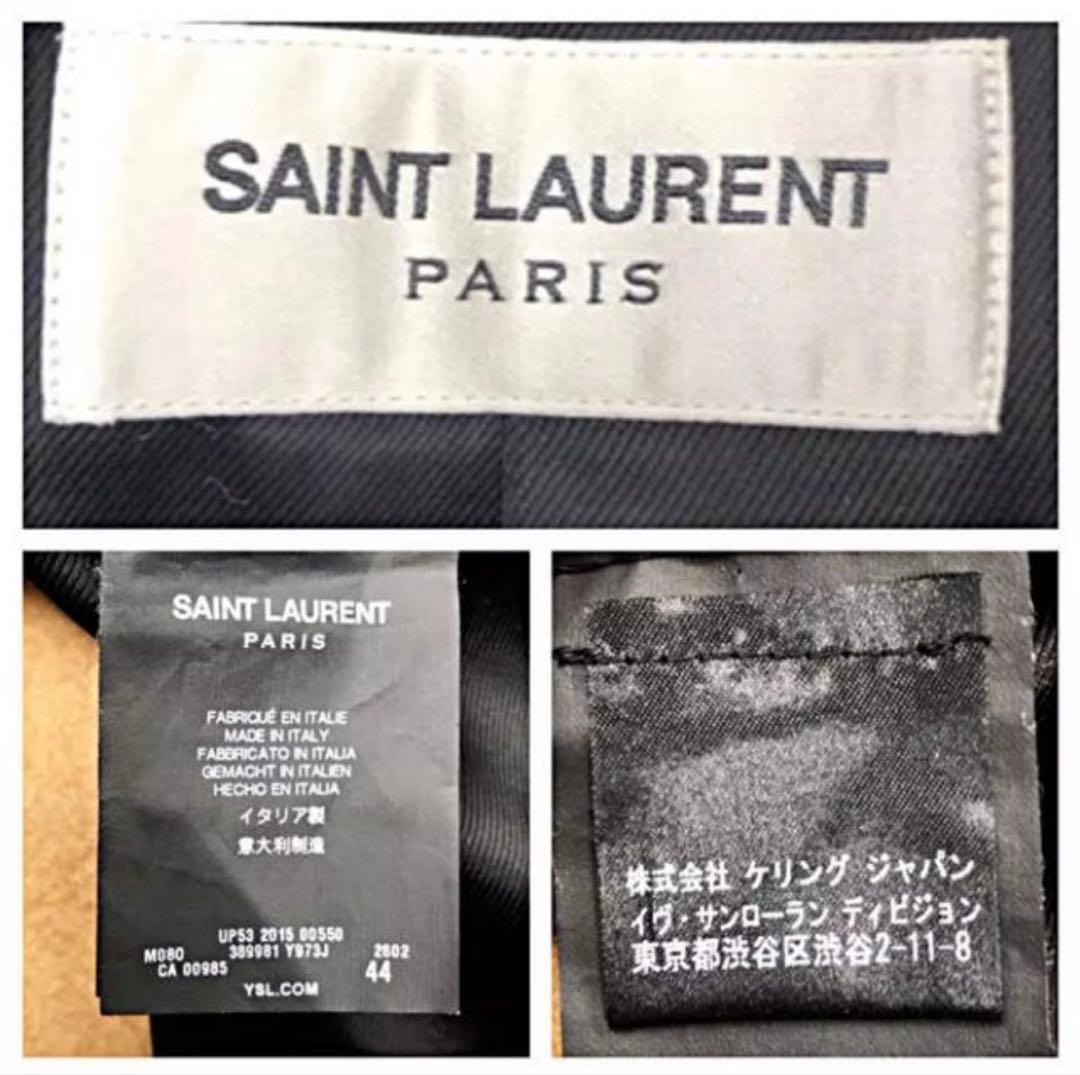 SAINT LAURENT
PARIS
SAINT LAURENT
PARIS
FABRIQUÉ EN ITALIE
MADE IN ITALY
FABBRICATO IN ITALIA
GEMACHT IN ITALIEN
HECHO EN ITALIA
イタリア製
意大利制造
UP53 2015 00550
M080 389981 Y973J 2602
CA 00985 44
YSL.COM
株式会社 ケリング ジャパン
イヴ・サンローラン ディビジョン
東京都渋谷区渋谷2-11-8